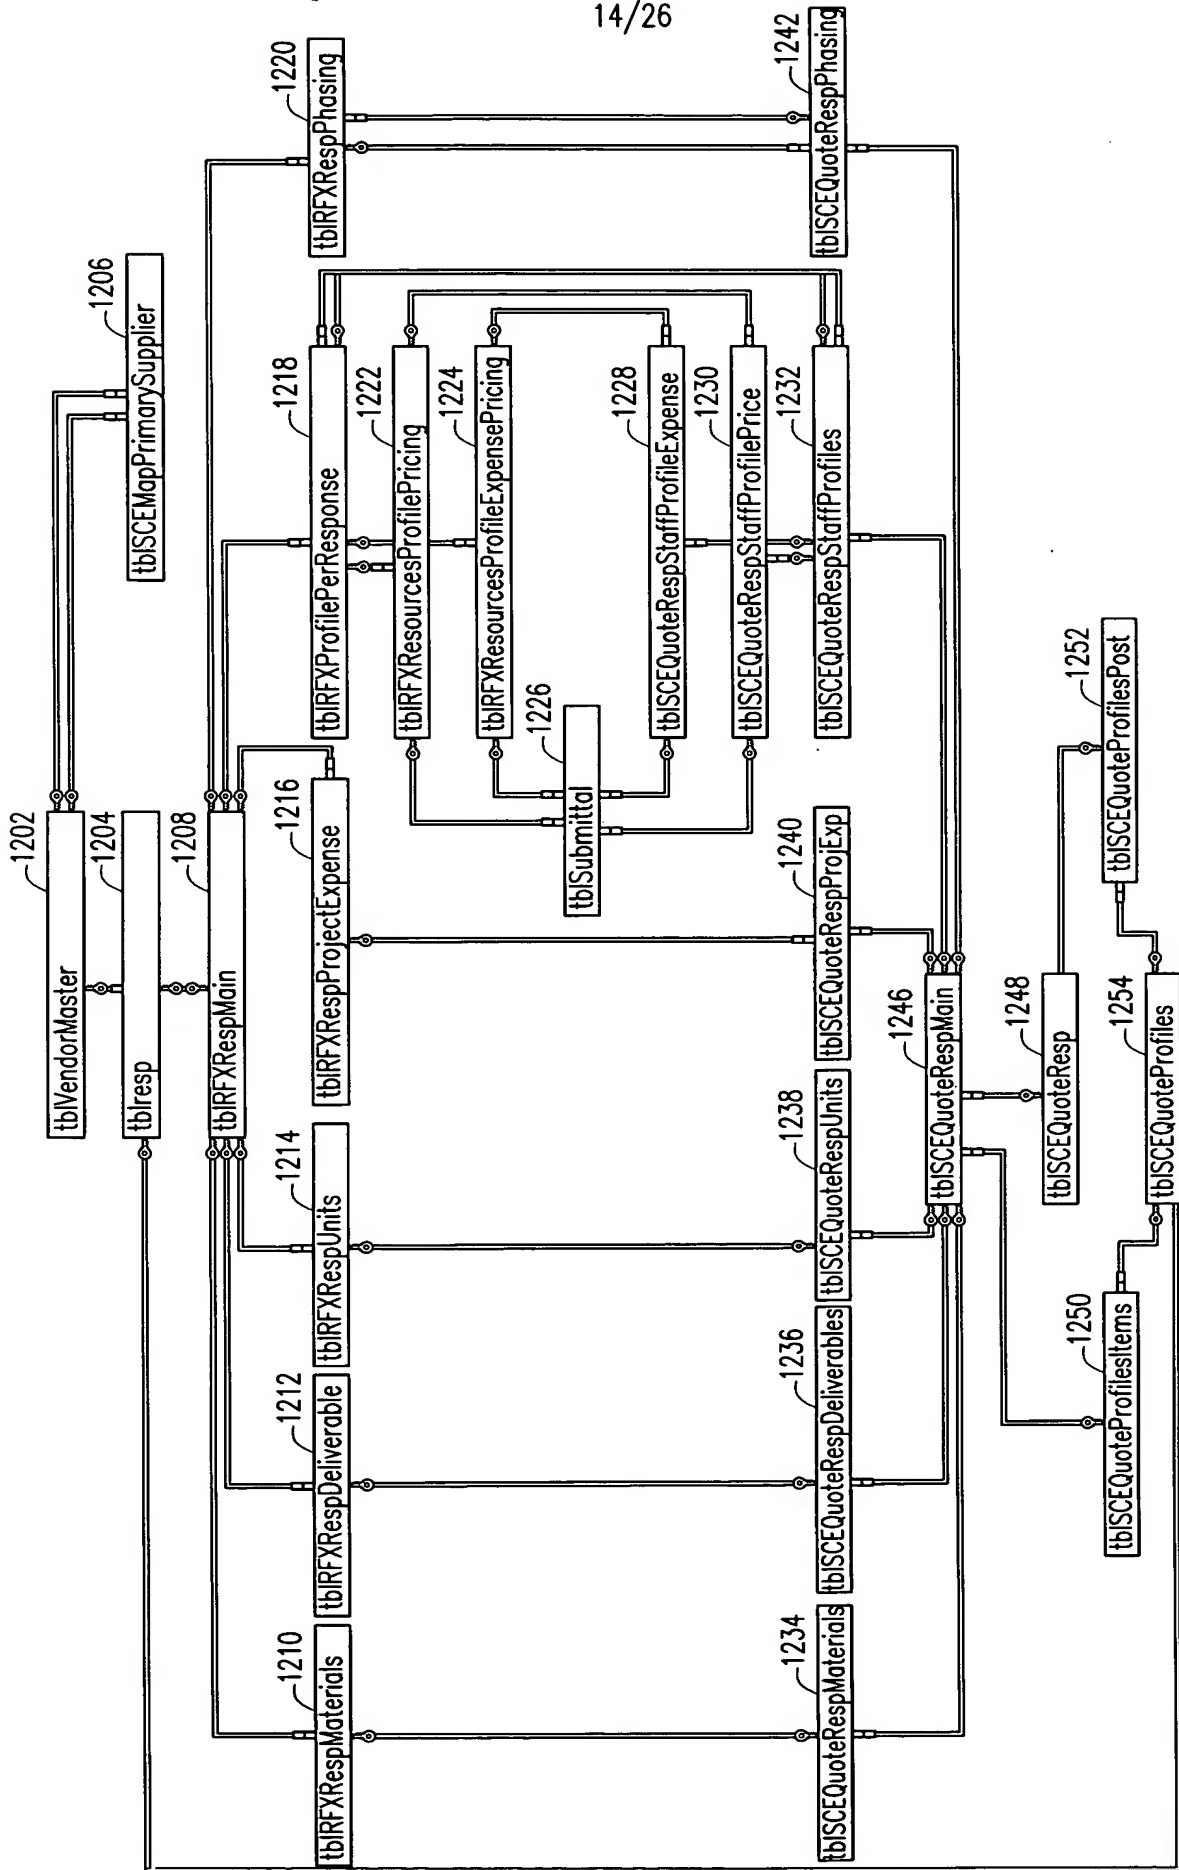 14/26
1202
tblVendorMaster
1204
tblresp
1206
tblSCEMapPrimarySupplier
1208
tblRFXRespMain
1210
tblRFXRespMaterials
1212
tblRFXRespDeliverable
1214
tblRFXRespUnits
1216
tblRFXRespProjectExpense
1218
tblRFXProfilePerResponse
1220
tblRFXRespPhasing
1222
tblRFXResourcesProfilePricing
1224
tblRFXResourcesProfileExpensePricing
1226
tblSubmittal
1228
tblSCEQuoteRespStaffProfileExpense
1230
tblSCEQuoteRespStaffProfilePrice
1232
tblSCEQuoteRespStaffProfiles
1234
tblSCEQuoteRespMaterials
1236
tblSCEQuoteRespDeliverables
1238
tblSCEQuoteRespUnits
1240
tblSCEQuoteRespProjExp
1242
tblSCEQuoteRespPhasing
1246
tblSCEQuoteRespMain
1248
tblSCEQuoteResp
1250
tblSCEQuoteProfilesItems
1252
tblSCEQuoteProfilesPost
1254
tblSCEQuoteProfiles